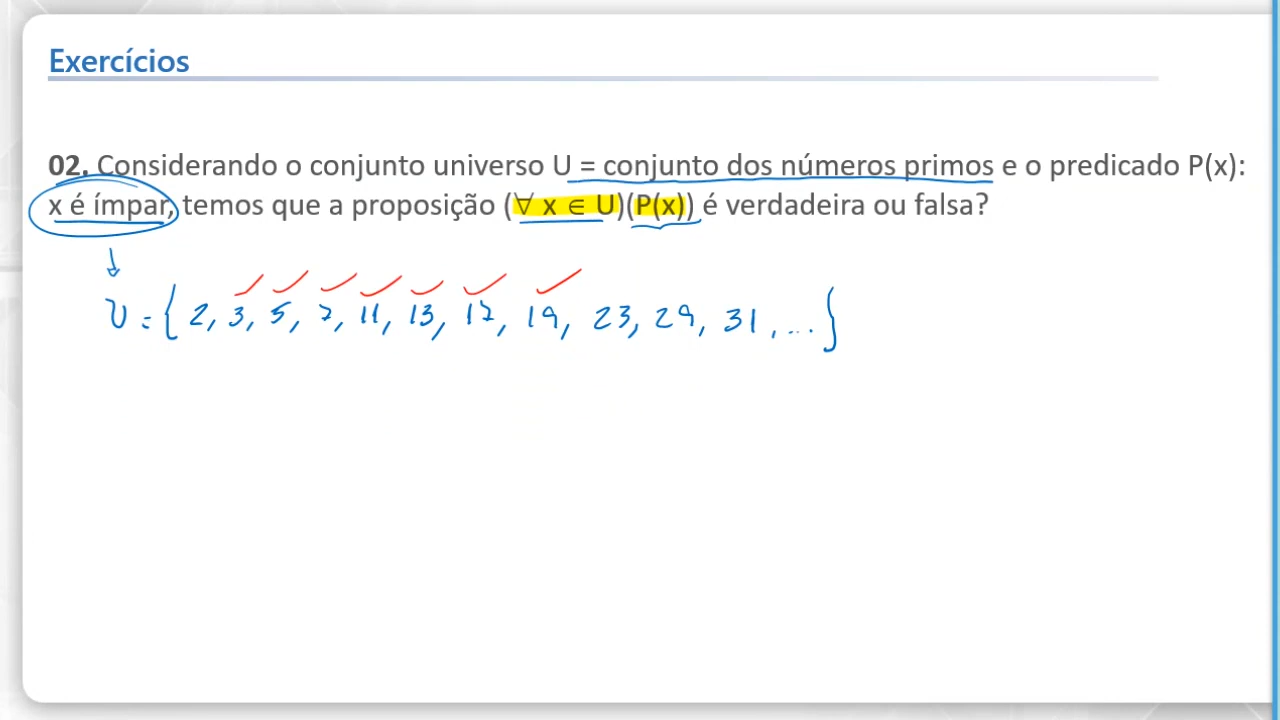 Exercícios
02. Considerando o conjunto universo U = conjunto dos números primos e o predicado P(x):
x é ímpar, temos que a proposição (∀ x ∈ U)(P(x)) é verdadeira ou falsa?
U = {2, 3, 5, 7, 11, 13, 17, 19, 23, 29, 31, ...}